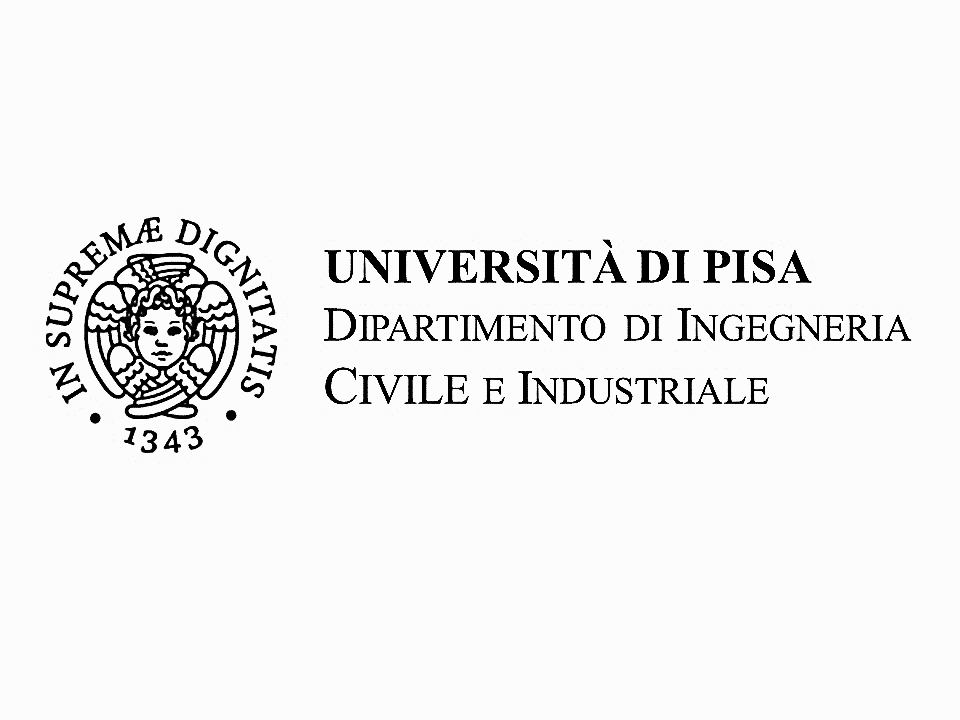 IN SUPREMÆ DIGNITATIS
• 1343 •
UNIVERSITÀ DI PISA
DIPARTIMENTO DI INGEGNERIA
CIVILE E INDUSTRIALE